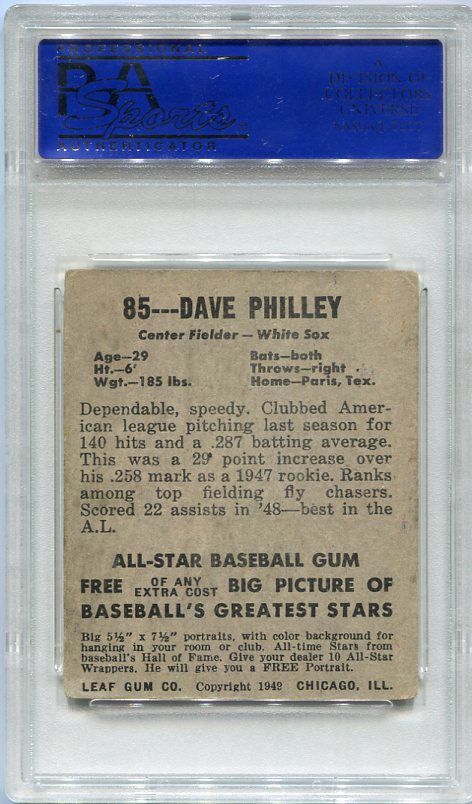 PROFESSIONAL
PSA
Sports
AUTHENTICATOR
A
DIVISION OF
COLLECTORS
UNIVERSE
85---DAVE PHILLEY
Center Fielder – White Sox
Age—29 Bats—both
Ht.—6' Throws—right
Wgt.—185 lbs. Home—Paris, Tex.
Dependable, speedy. Clubbed Amer-
ican league pitching last season for
140 hits and a .287 batting average.
This was a 29 point increase over
his .258 mark as a 1947 rookie. Ranks
among top fielding fly chasers.
Scored 22 assists in '48—best in the
A.L.
ALL-STAR BASEBALL GUM
FREE OF ANY EXTRA COST BIG PICTURE OF
BASEBALL'S GREATEST STARS
Big 5½" x 7½" portraits, with color background for
hanging in your room or club. All-time Stars from
baseball's Hall of Fame. Give your dealer 10 All-Star
Wrappers. He will give you a FREE Portrait.
LEAF GUM CO. Copyright 1949 CHICAGO, ILL.